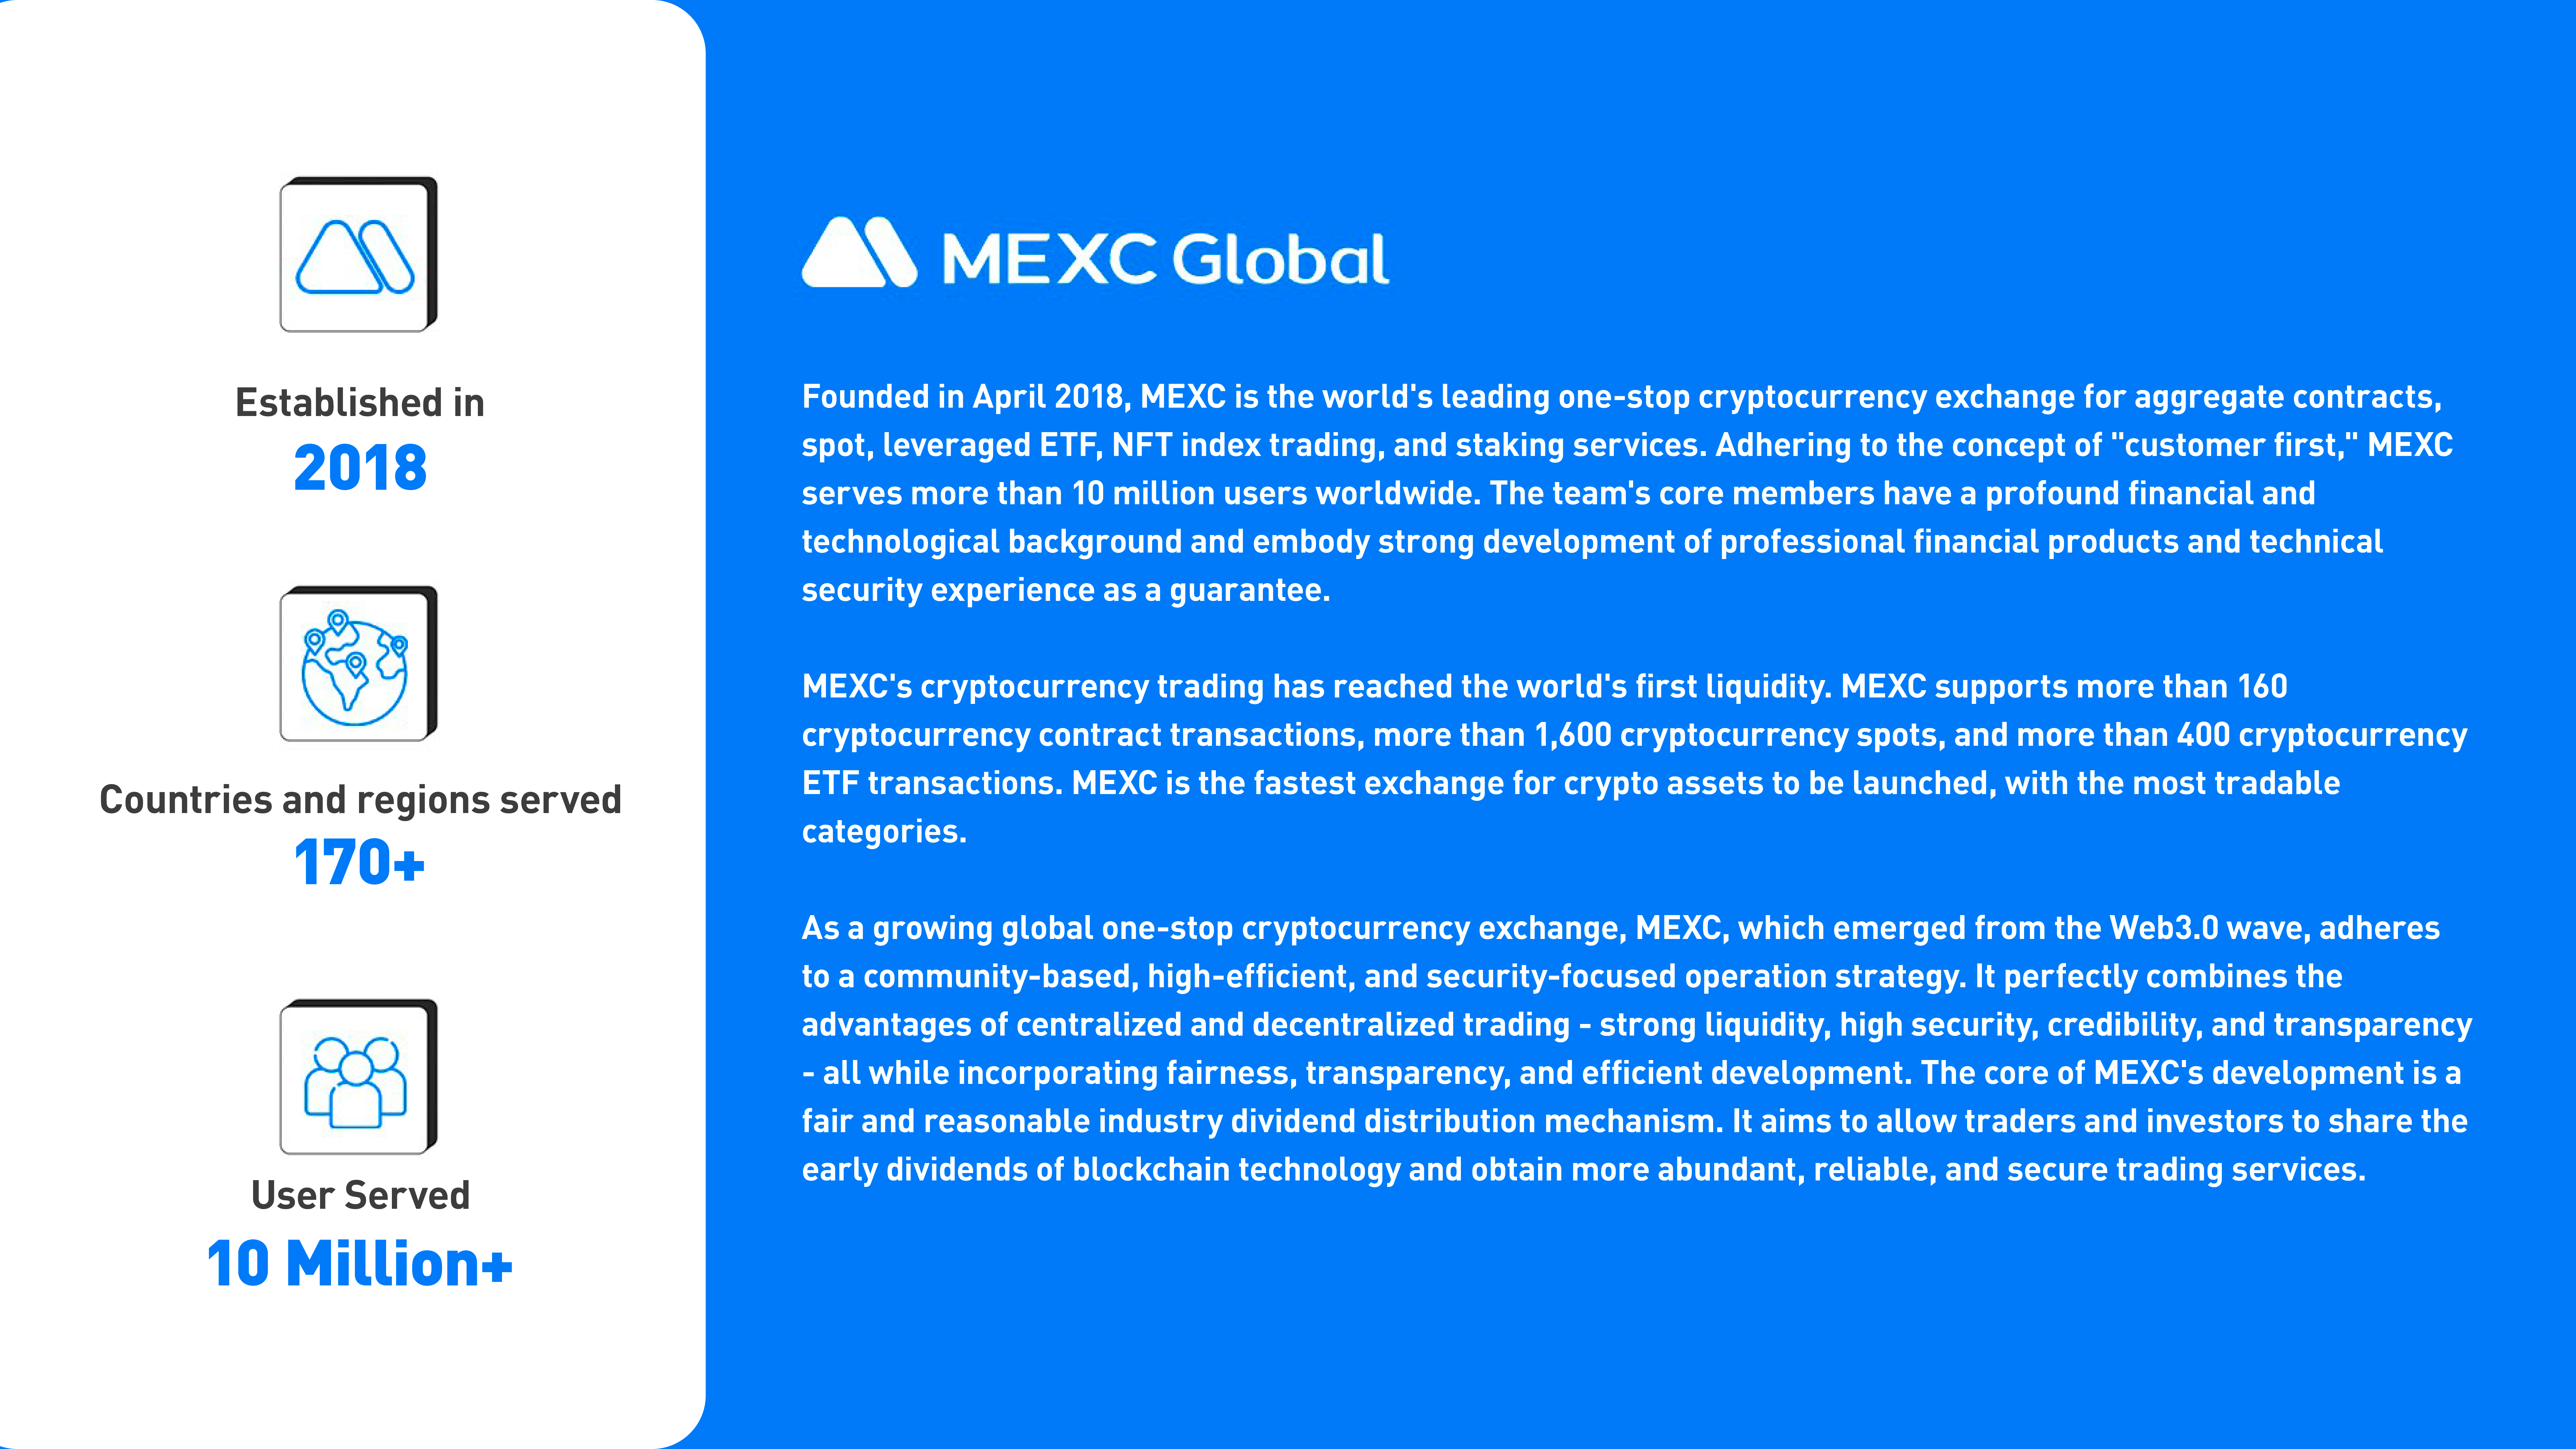 Established in
2018
Countries and regions served
170+
User Served
10 Million+
MEXC Global
Founded in April 2018, MEXC is the world's leading one-stop cryptocurrency exchange for aggregate contracts,
spot, leveraged ETF, NFT index trading, and staking services. Adhering to the concept of "customer first," MEXC
serves more than 10 million users worldwide. The team's core members have a profound financial and
technological background and embody strong development of professional financial products and technical
security experience as a guarantee.
MEXC's cryptocurrency trading has reached the world's first liquidity. MEXC supports more than 160
cryptocurrency contract transactions, more than 1,600 cryptocurrency spots, and more than 400 cryptocurrency
ETF transactions. MEXC is the fastest exchange for crypto assets to be launched, with the most tradable
categories.
As a growing global one-stop cryptocurrency exchange, MEXC, which emerged from the Web3.0 wave, adheres
to a community-based, high-efficient, and security-focused operation strategy. It perfectly combines the
advantages of centralized and decentralized trading - strong liquidity, high security, credibility, and transparency
- all while incorporating fairness, transparency, and efficient development. The core of MEXC's development is a
fair and reasonable industry dividend distribution mechanism. It aims to allow traders and investors to share the
early dividends of blockchain technology and obtain more abundant, reliable, and secure trading services.